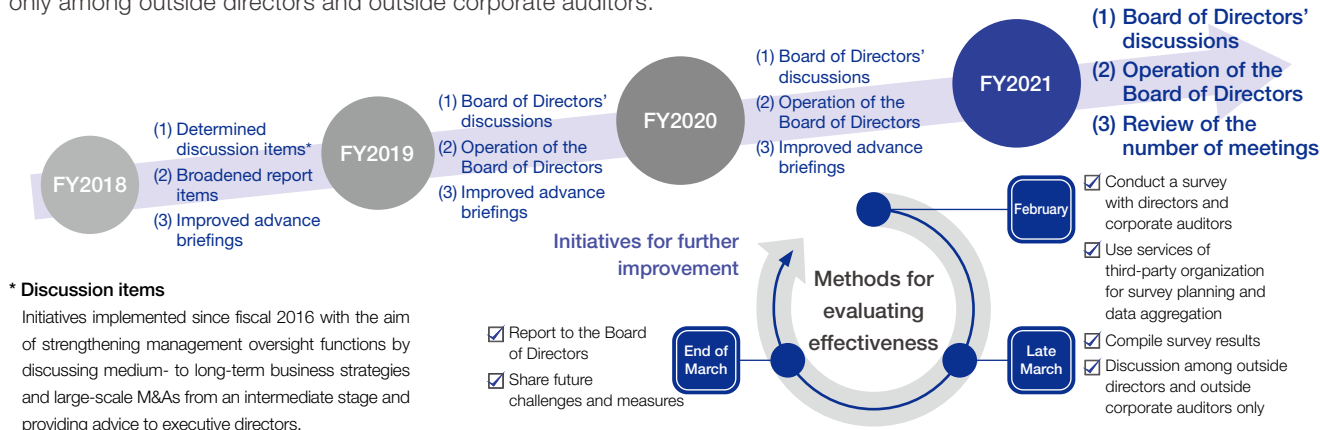 only among outside directors and outside corporate auditors.
FY2018
(1) Determined
discussion items*
(2) Broadened report
items
(3) Improved advance
briefings
FY2019
(1) Board of Directors'
discussions
(2) Operation of the
Board of Directors
(3) Improved advance
briefings
FY2020
(1) Board of Directors'
discussions
(2) Operation of the
Board of Directors
(3) Improved advance
briefings
FY2021
(1) Board of Directors'
discussions
(2) Operation of the
Board of Directors
(3) Review of the
number of meetings
Initiatives for further
improvement
Methods for
evaluating
effectiveness
February
Conduct a survey
with directors and
corporate auditors
Use services of
third-party organization
for survey planning and
data aggregation
Late
March
Compile survey results
Discussion among outside
directors and outside
corporate auditors only
End of
March
Report to the Board
of Directors
Share future
challenges and measures
* Discussion items
Initiatives implemented since fiscal 2016 with the aim
of strengthening management oversight functions by
discussing medium- to long-term business strategies
and large-scale M&As from an intermediate stage and
providing advice to executive directors.